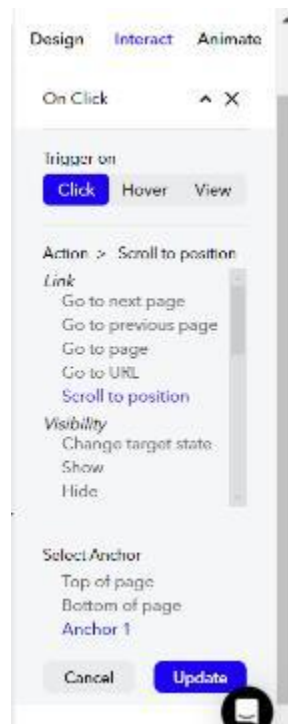 Design Interact Animate
On Click
Trigger on
Click Hover View
Action > Scroll to position
Link
Go to next page
Go to previous page
Go to page
Go to URL
Scroll to position
Visibility
Change target state
Show
Hide
Select Anchor
Top of page
Bottom of page
Anchor 1
Cancel Update